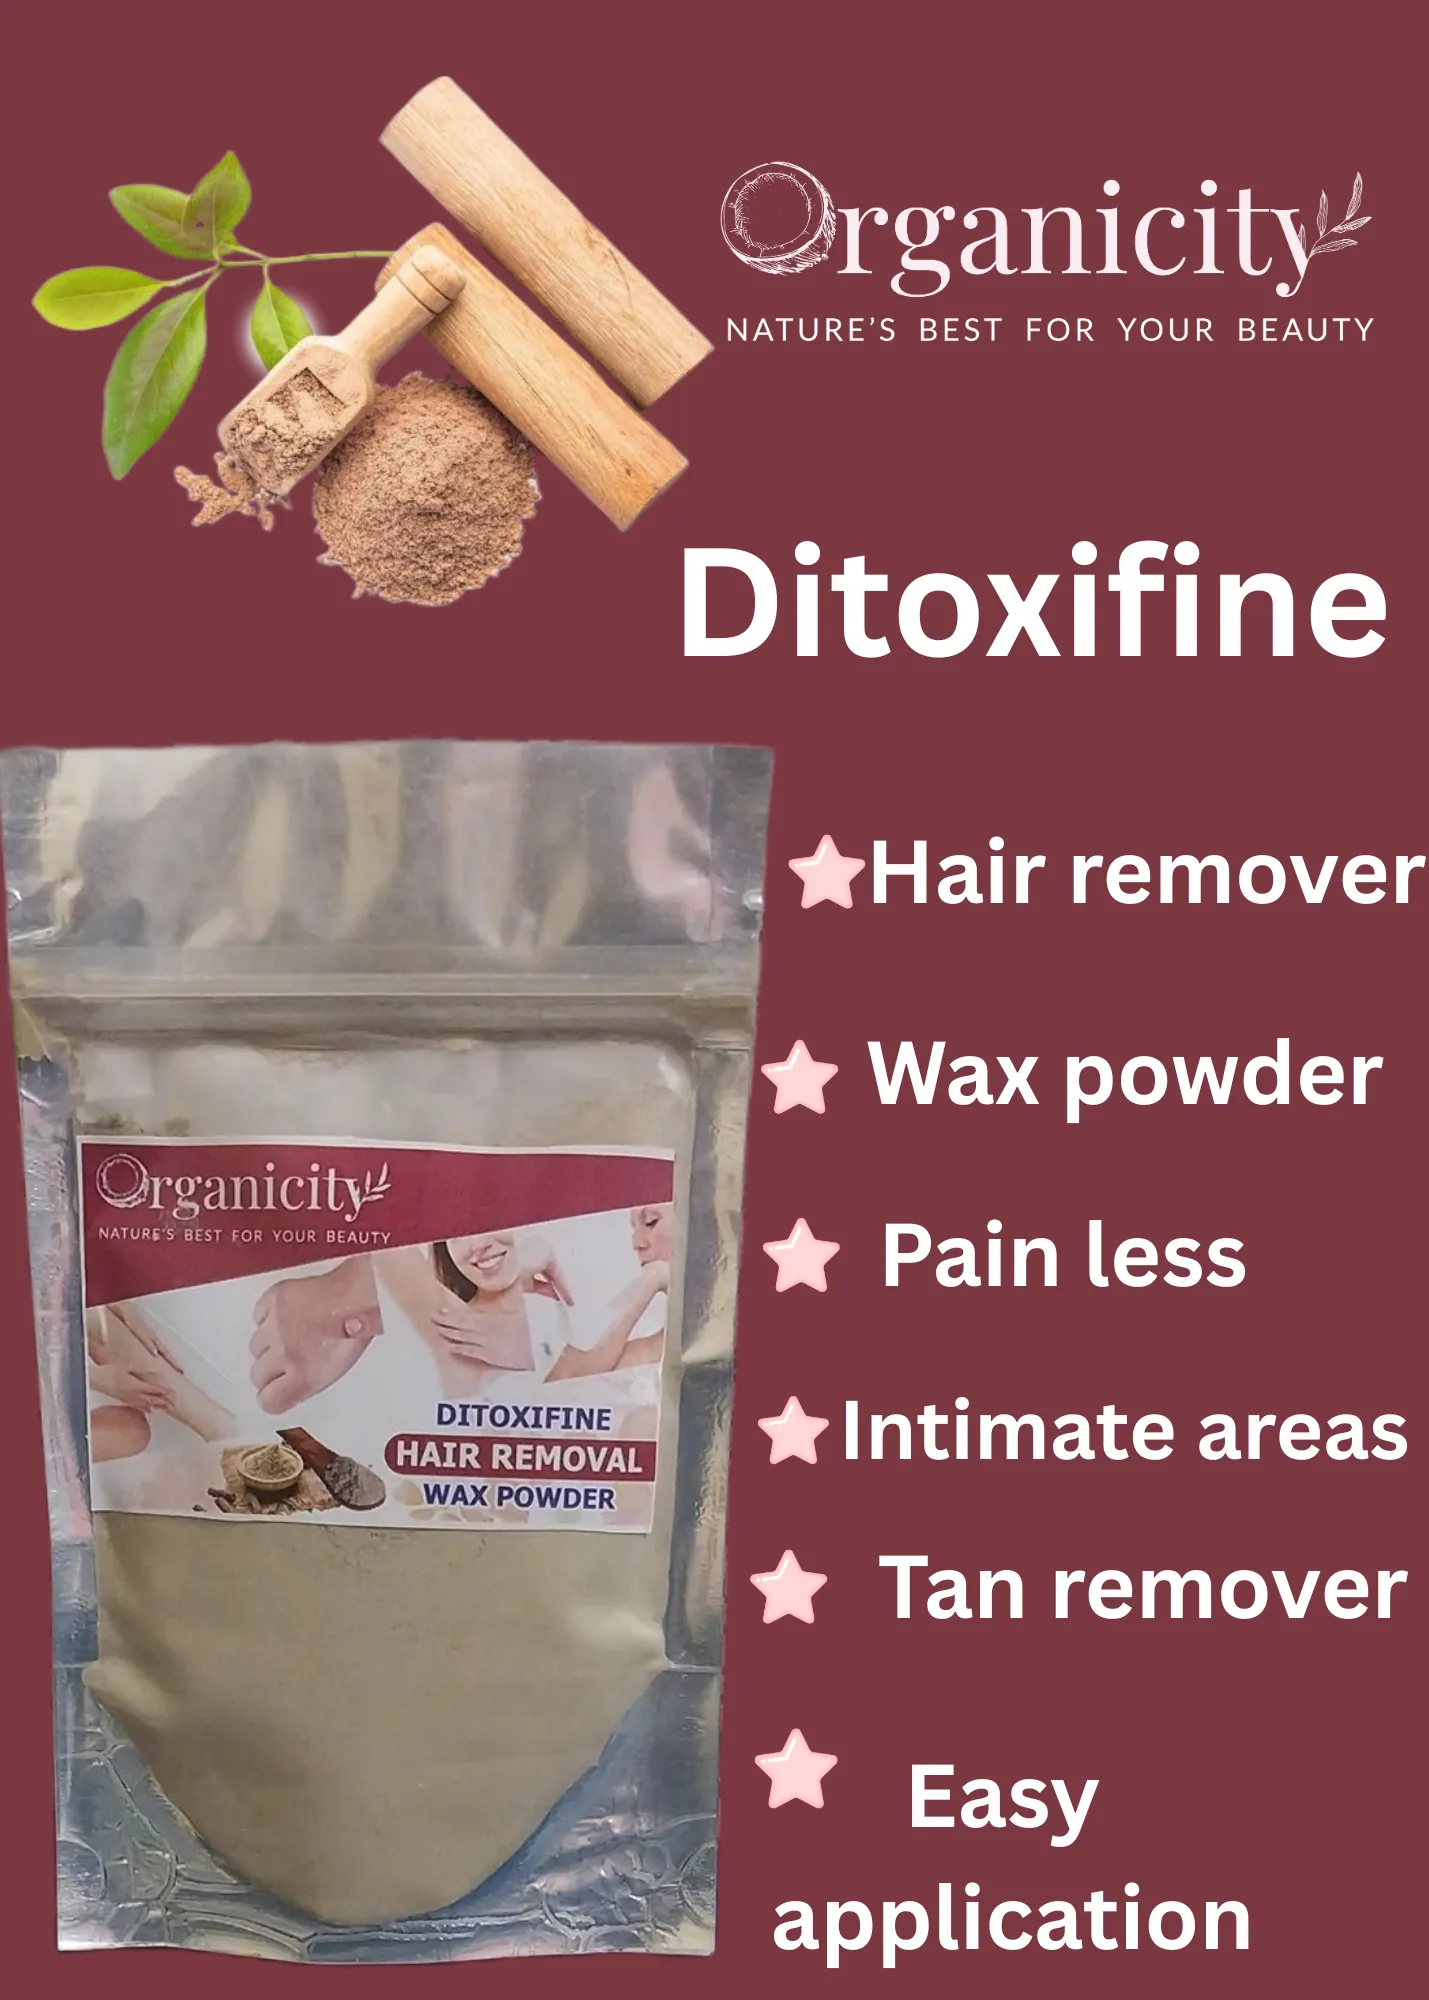 Organicity
NATURE'S BEST FOR YOUR BEAUTY
Ditoxifine
Hair remover
Wax powder
Pain less
Intimate areas
Tan remover
Easy
application
Organicity
NATURE'S BEST FOR YOUR BEAUTY
DITOXIFINE
HAIR REMOVAL
WAX POWDER